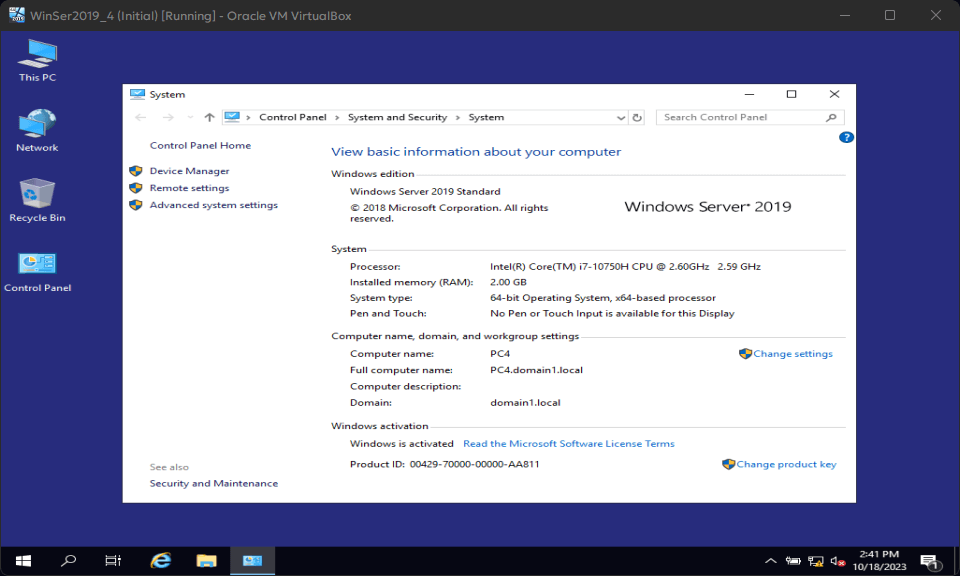 WinSer2019_4 (Initial) [Running] - Oracle VM VirtualBox
This PC
Network
Recycle Bin
Control Panel
System
Control Panel > System and Security > System
Search Control Panel
?
Control Panel Home
Device Manager
Remote settings
Advanced system settings
See also
Security and Maintenance
View basic information about your computer
Windows edition
Windows Server 2019 Standard
© 2018 Microsoft Corporation. All rights
reserved.
Windows Server® 2019
System
Processor: Intel(R) Core(TM) i7-10750H CPU @ 2.60GHz 2.59 GHz
Installed memory (RAM): 2.00 GB
System type: 64-bit Operating System, x64-based processor
Pen and Touch: No Pen or Touch Input is available for this Display
Computer name, domain, and workgroup settings
Computer name: PC4
Change settings
Full computer name: PC4.domain1.local
Computer description:
Domain: domain1.local
Windows activation
Windows is activated Read the Microsoft Software License Terms
Product ID: 00429-70000-00000-AA811
Change product key
2:41 PM
10/18/2023
1